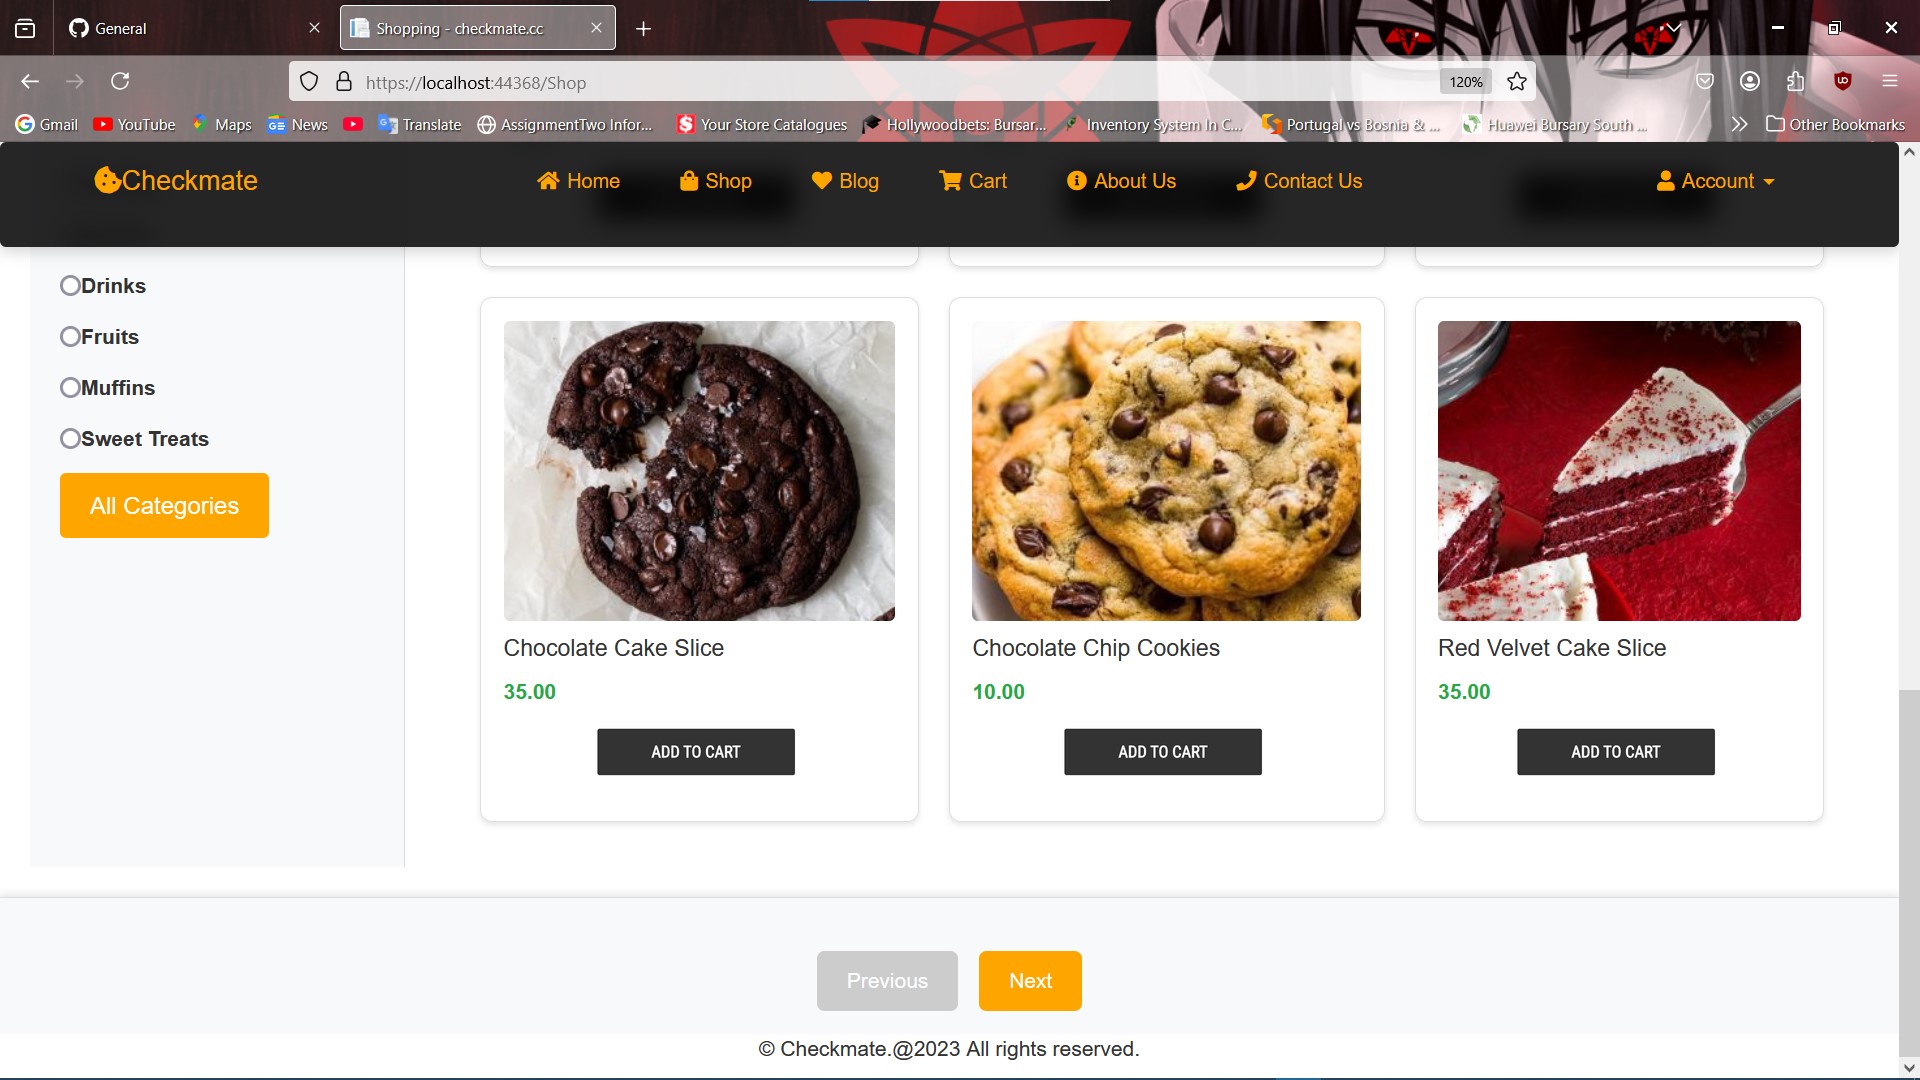 General
Shopping - checkmate.cc
https://localhost:44368/Shop
120%
Gmail
YouTube
Maps
News
Translate
AssignmentTwo Infor...
Your Store Catalogues
Hollywoodbets: Bursar...
Inventory System In C...
Portugal vs Bosnia & ...
Huawei Bursary South ...
Other Bookmarks
Checkmate
Home
Shop
Blog
Cart
About Us
Contact Us
Account
Drinks
Fruits
Muffins
Sweet Treats
All Categories
Chocolate Cake Slice
35.00
ADD TO CART
Chocolate Chip Cookies
10.00
ADD TO CART
Red Velvet Cake Slice
35.00
ADD TO CART
Previous
Next
© Checkmate.@2023 All rights reserved.